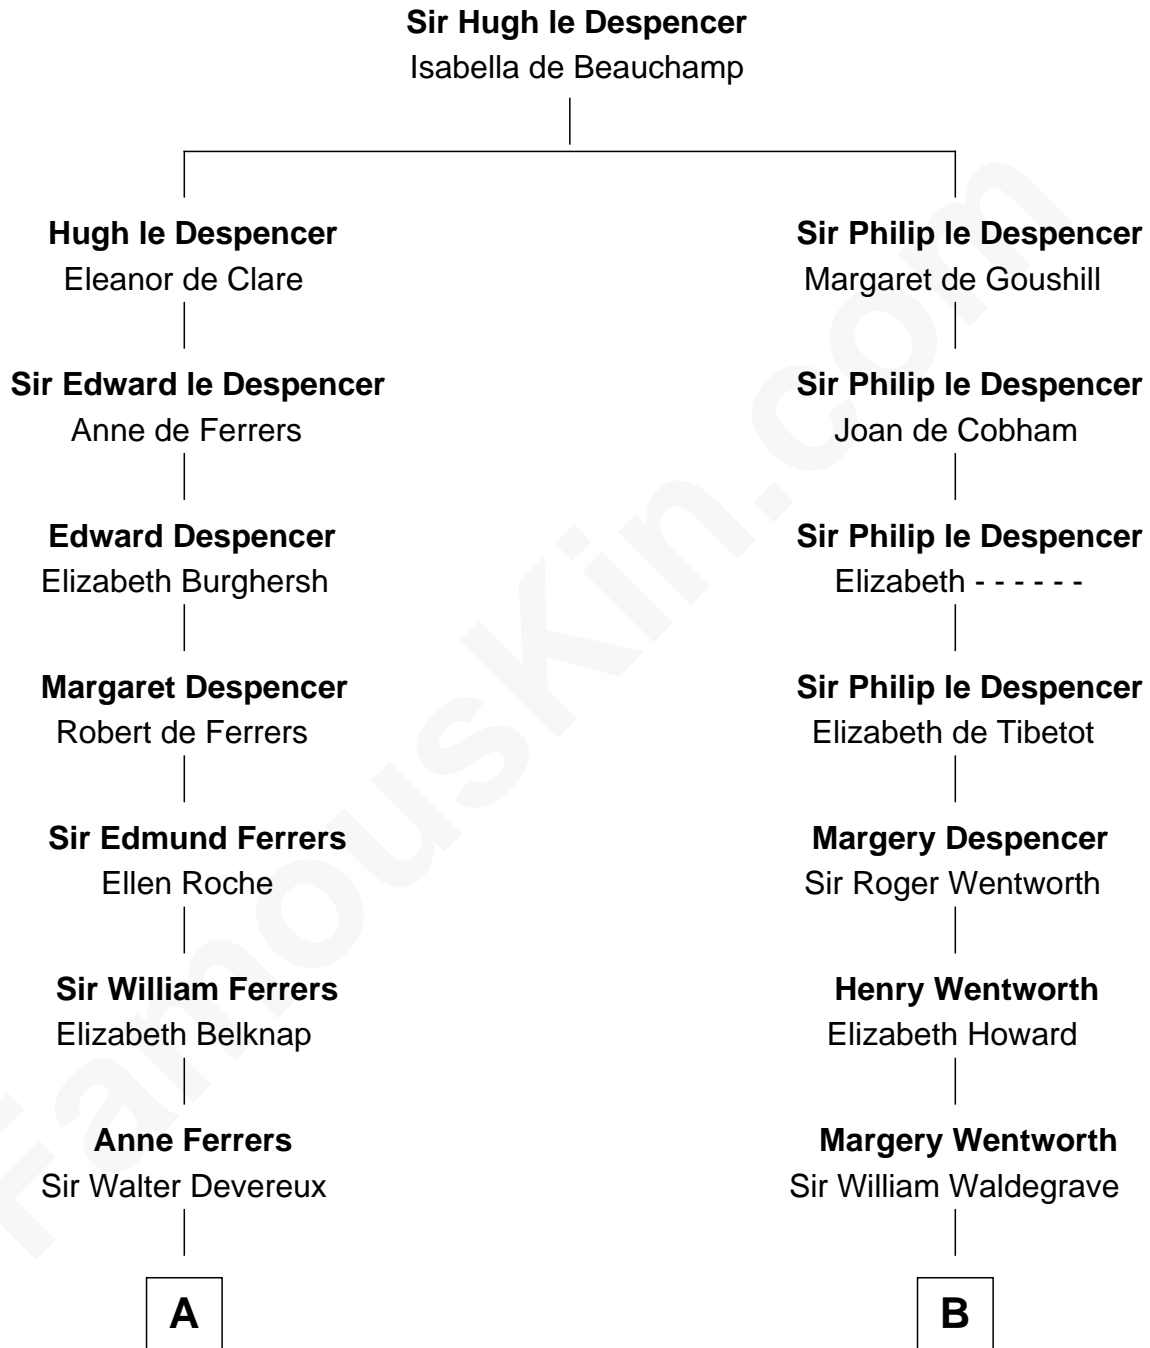 Sir Hugh le Despencer
Isabella de Beauchamp
Hugh le Despencer
Eleanor de Clare
Sir Philip le Despencer
Margaret de Goushill
Sir Edward le Despencer
Anne de Ferrers
Sir Philip le Despencer
Joan de Cobham
Edward Despencer
Elizabeth Burghersh
Sir Philip le Despencer
Elizabeth - - - - - -
Margaret Despencer
Robert de Ferrers
Sir Philip le Despencer
Elizabeth de Tibetot
Sir Edmund Ferrers
Ellen Roche
Margery Despencer
Sir Roger Wentworth
Sir William Ferrers
Elizabeth Belknap
Henry Wentworth
Elizabeth Howard
Anne Ferrers
Sir Walter Devereux
Margery Wentworth
Sir William Waldegrave
A
B
FamousKin.com